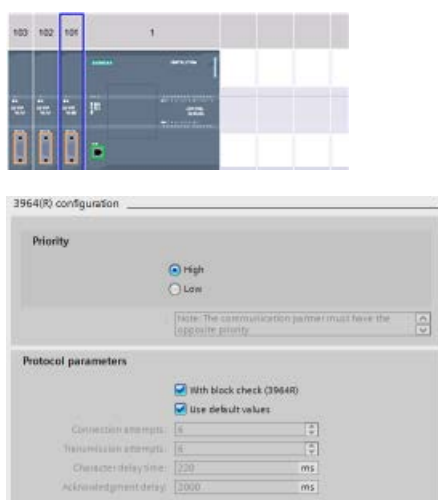 103 102 101 1
SIEMENS
3964(R) configuration
Priority
High
Low
Note: The communication partner must have the
opposite priority
Protocol parameters
With block check (3964R)
Use default values
Connection attempts: 6
Transmission attempts: 6
Character delay time: 220 ms
Acknowledgment delay: 2000 ms